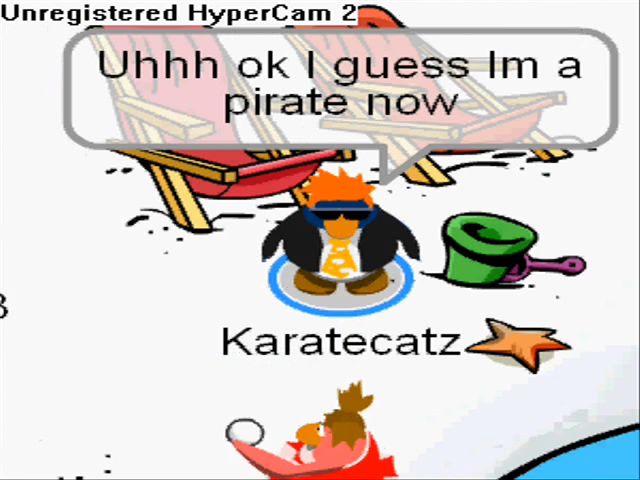 Unregistered HyperCam 2
Uhhh ok I guess Im a
pirate now
Karatecatz